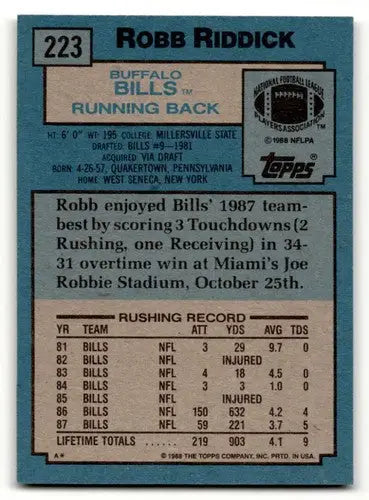 223
ROBB RIDDICK
BUFFALO
BILLS™
RUNNING BACK
NATIONAL FOOTBALL LEAGUE
PLAYERS ASSOCIATION
©1988 NFLPA
Topps®
HT: 6' 0" WT: 195 COLLEGE: MILLERSVILLE STATE
DRAFTED: BILLS #9-1981
ACQUIRED: VIA DRAFT
BORN: 4-26-57, QUAKERTOWN, PENNSYLVANIA
HOME: WEST SENECA, NEW YORK
Robb enjoyed Bills' 1987 team-
best by scoring 3 Touchdowns (2
Rushing, one Receiving) in 34-
31 overtime win at Miami's Joe
Robbie Stadium, October 25th.
RUSHING RECORD
YR TEAM ATT YDS AVG TDS
81 BILLS NFL 3 29 9.7 0
82 BILLS NFL INJURED
83 BILLS NFL 4 18 4.5 0
84 BILLS NFL 3 3 1.0 0
85 BILLS NFL INJURED
86 BILLS NFL 150 632 4.2 4
87 BILLS NFL 59 221 3.7 5
LIFETIME TOTALS ...... 219 903 4.1 9
A* ©1988 THE TOPPS COMPANY, INC. PRTD. IN USA.